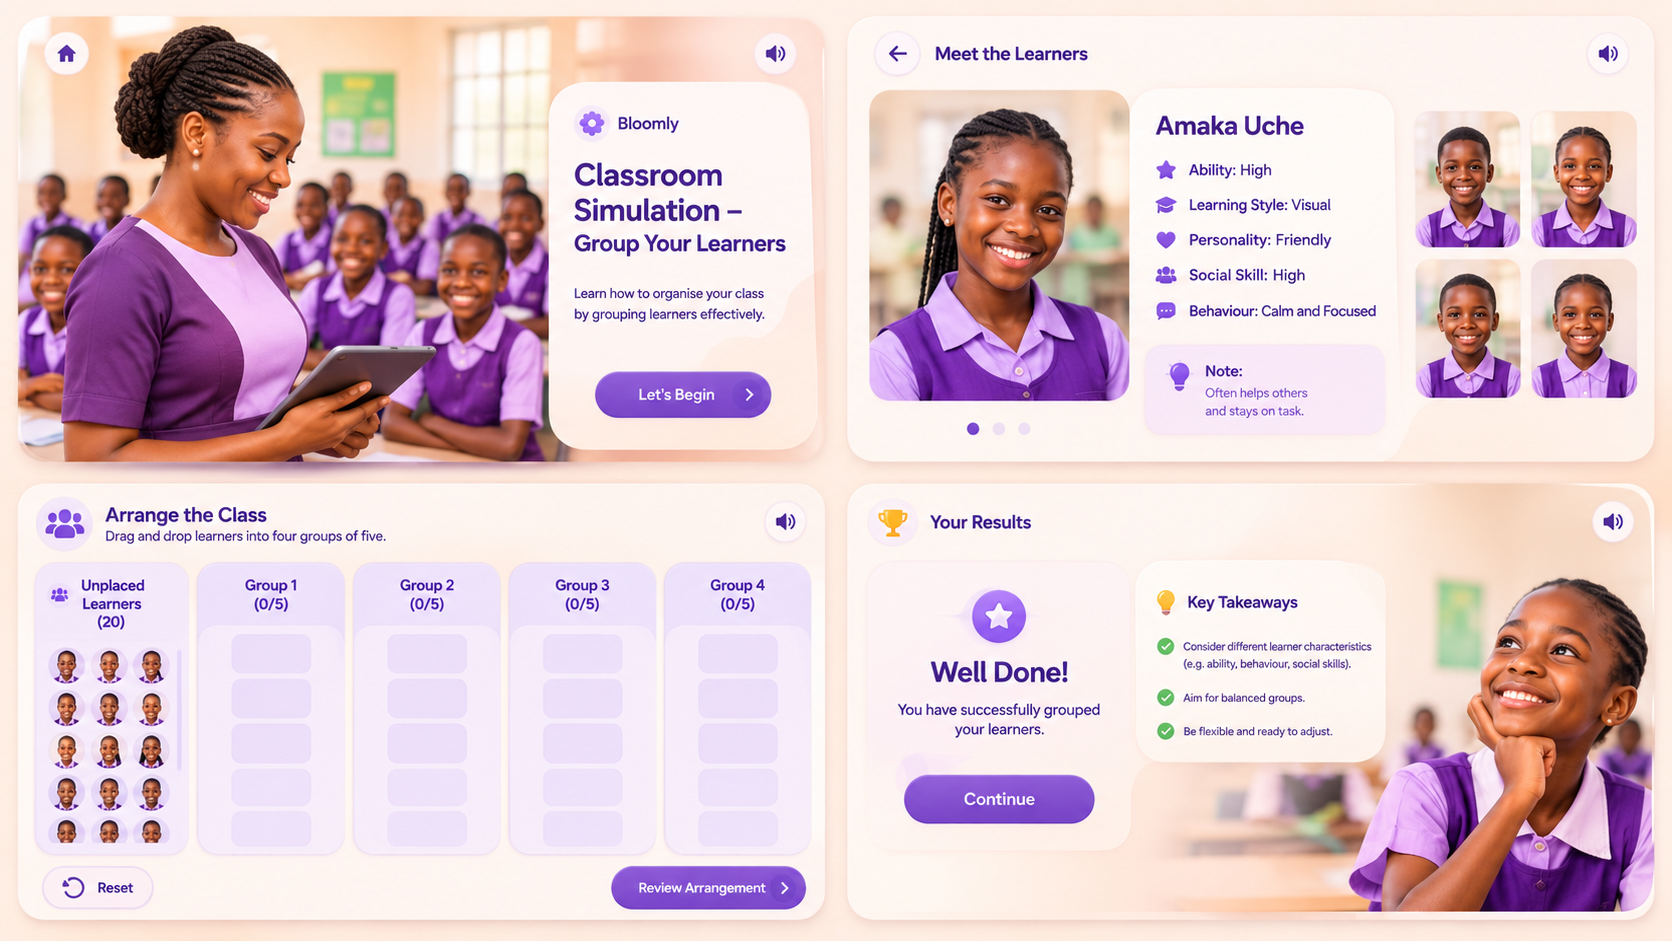 Bloomly
Classroom
Simulation –
Group Your Learners
Learn how to organise your class
by grouping learners effectively.
Let's Begin
Meet the Learners
Amaka Uche
Ability: High
Learning Style: Visual
Personality: Friendly
Social Skill: High
Behaviour: Calm and Focused
Note:
Often helps others
and stays on task.
Arrange the Class
Drag and drop learners into four groups of five.
Unplaced
Learners
(20)
Group 1
(0/5)
Group 2
(0/5)
Group 3
(0/5)
Group 4
(0/5)
Reset
Review Arrangement
Your Results
Well Done!
You have successfully grouped
your learners.
Continue
Key Takeaways
Consider different learner characteristics
(e.g. ability, behaviour, social skills).
Aim for balanced groups.
Be flexible and ready to adjust.